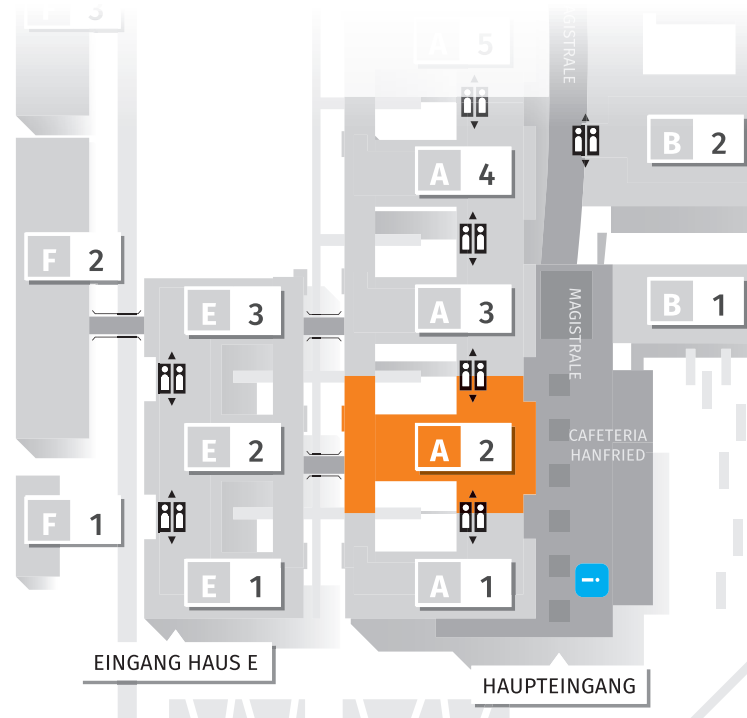 F 3
A 5
MAGISTRALE
B 2
A 4
F 2
E 3
A 3
MAGISTRALE
B 1
E 2
A 2
CAFETERIA
HANFRIED
F 1
E 1
A 1
i
EINGANG HAUS E
HAUPTEINGANG